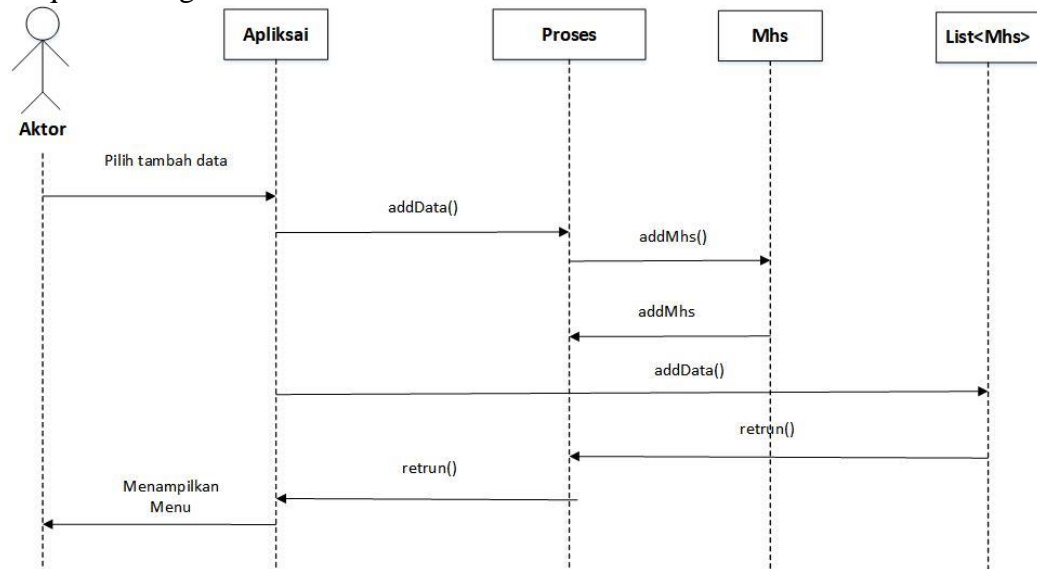 Apliksai
Proses
Mhs
List<Mhs>
Aktor
Pilih tambah data
addData()
addMhs()
addMhs
addData()
retrun()
retrun()
Menampilkan
Menu